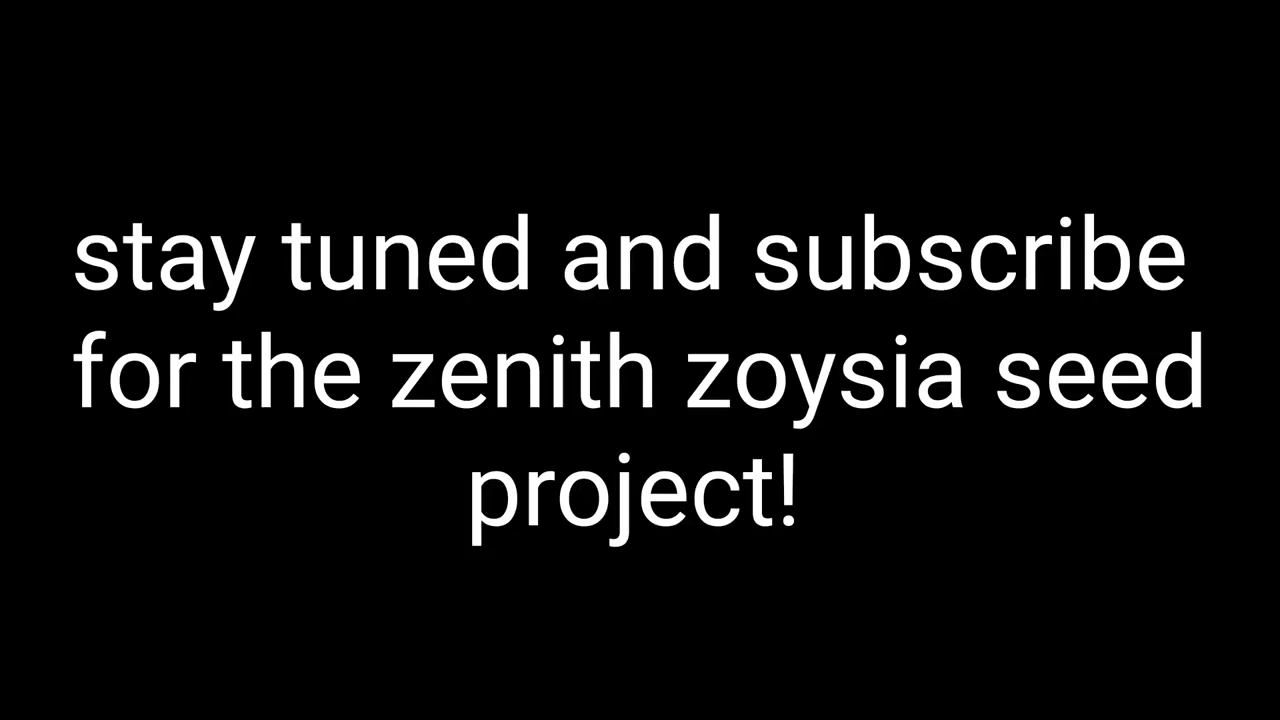 stay tuned and subscribe
for the zenith zoysia seed
project!